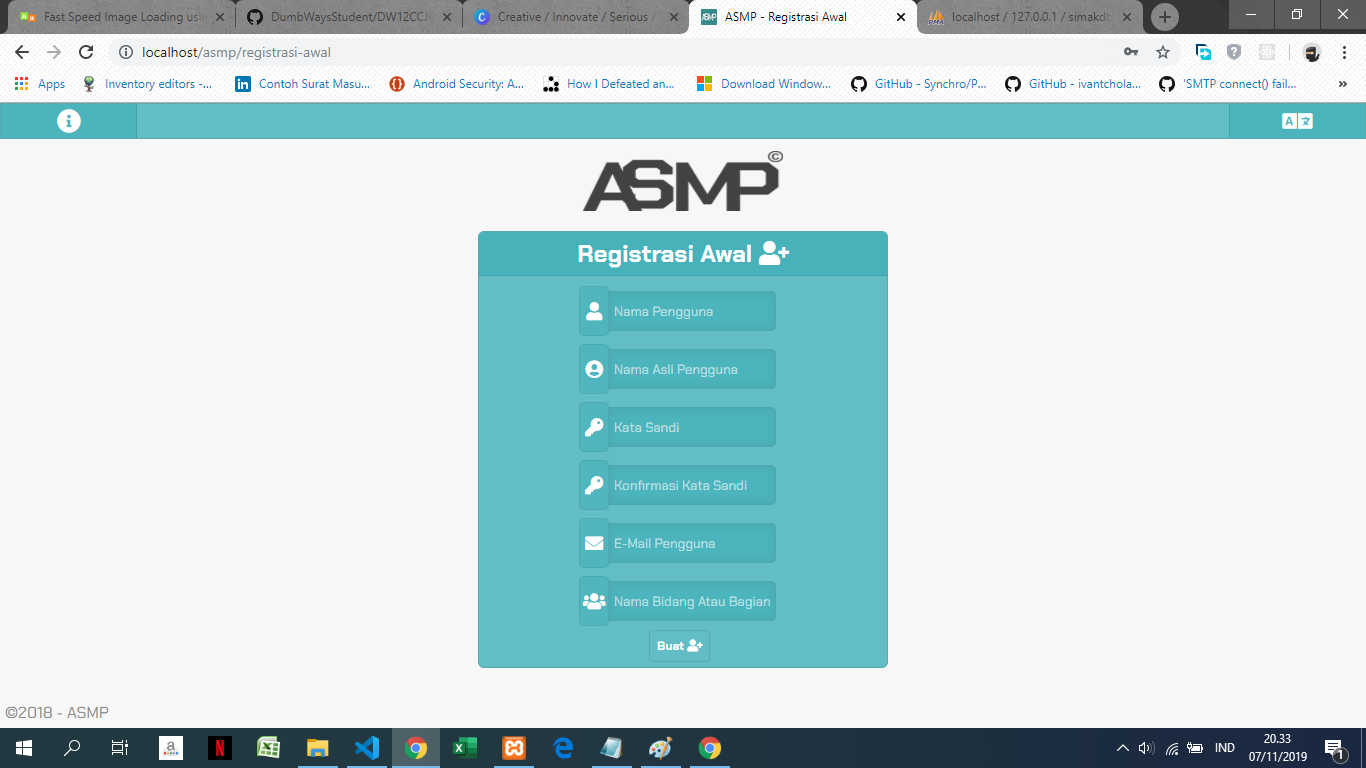 Fast Speed Image Loading usin
DumbWaysStudent/DW12CCJC
Creative / Innovate / Serious /
ASMP - Registrasi Awal
localhost / 127.0.0.1 / simakdb
localhost/asmp/registrasi-awal
Apps
Inventory editors -...
Contoh Surat Masu...
Android Security: A...
How I Defeated an...
Download Window...
GitHub - Synchro/P...
GitHub - ivantchola...
'SMTP connect() fail...
»
ASMP©
Registrasi Awal
Nama Pengguna
Nama Asli Pengguna
Kata Sandi
Konfirmasi Kata Sandi
E-Mail Pengguna
Nama Bidang Atau Bagian
Buat
©2018 - ASMP
IND
20.33
07/11/2019
1